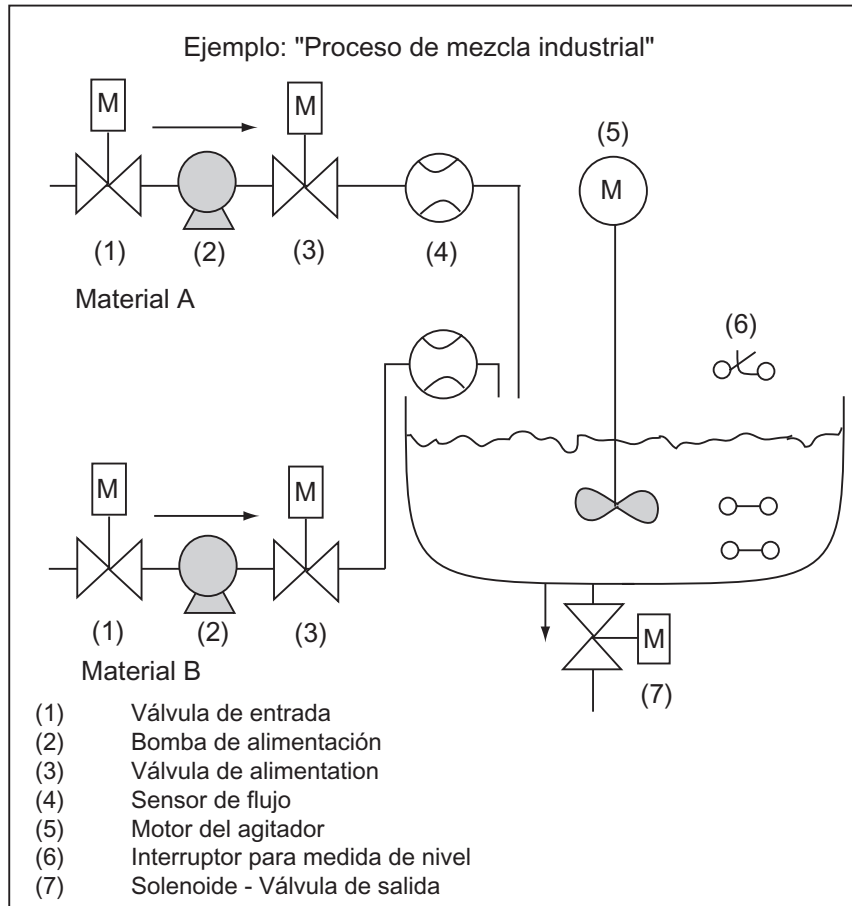 Ejemplo: "Proceso de mezcla industrial"
M
M
(5)
M
(1)
(2)
(3)
(4)
Material A
(6)
M
M
(1)
(2)
(3)
M
(7)
Material B
(1) Válvula de entrada
(2) Bomba de alimentación
(3) Válvula de alimentation
(4) Sensor de flujo
(5) Motor del agitador
(6) Interruptor para medida de nivel
(7) Solenoide - Válvula de salida